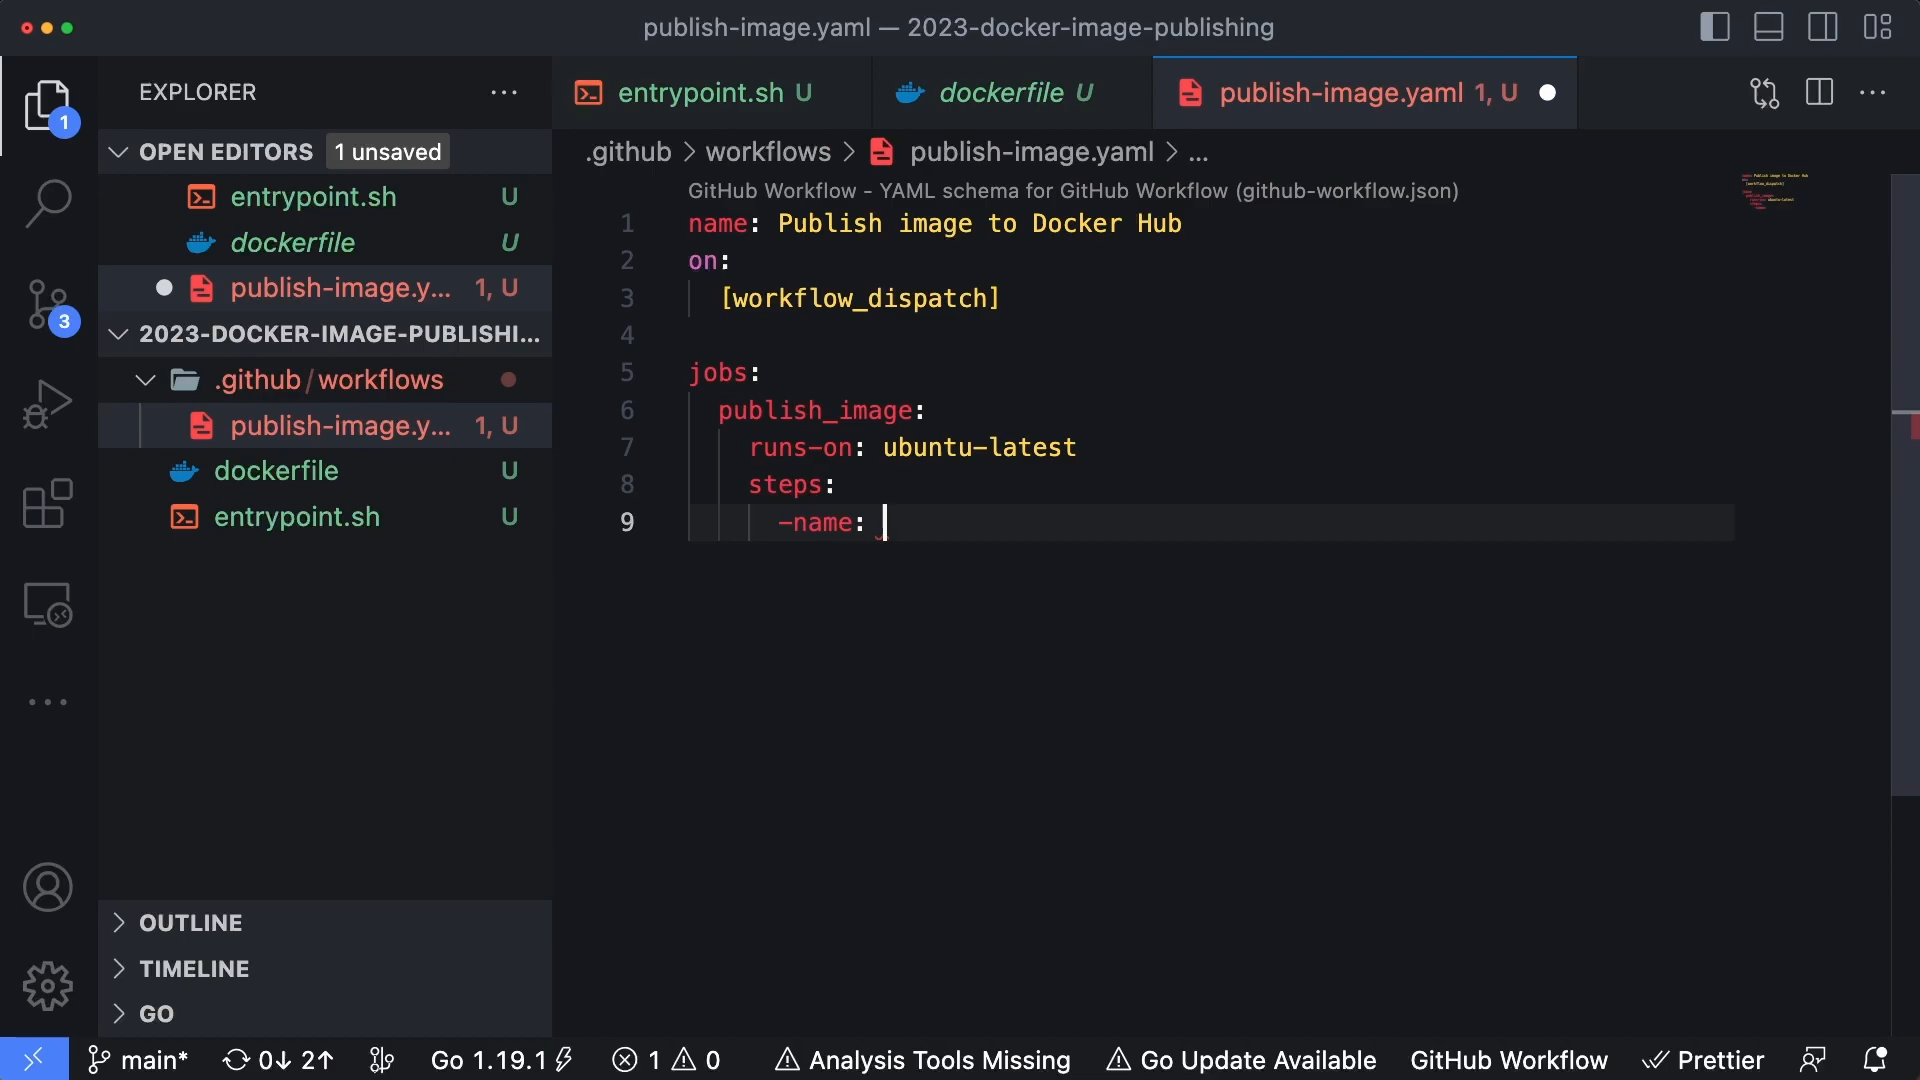 publish-image.yaml — 2023-docker-image-publishing
EXPLORER
OPEN EDITORS 1 unsaved
entrypoint.sh U
dockerfile U
publish-image.y... 1, U
2023-DOCKER-IMAGE-PUBLISHI...
.github/workflows
publish-image.y... 1, U
dockerfile U
entrypoint.sh U
OUTLINE
TIMELINE
GO
1
3
entrypoint.sh U
dockerfile U
publish-image.yaml 1, U
.github > workflows > publish-image.yaml > ...
GitHub Workflow - YAML schema for GitHub Workflow (github-workflow.json)
1 name: Publish image to Docker Hub
2 on:
3 [workflow_dispatch]
4
5 jobs:
6 publish_image:
7 runs-on: ubuntu-latest
8 steps:
9 -name:
main* 0↓ 2↑ Go 1.19.1 1 0 Analysis Tools Missing Go Update Available GitHub Workflow Prettier